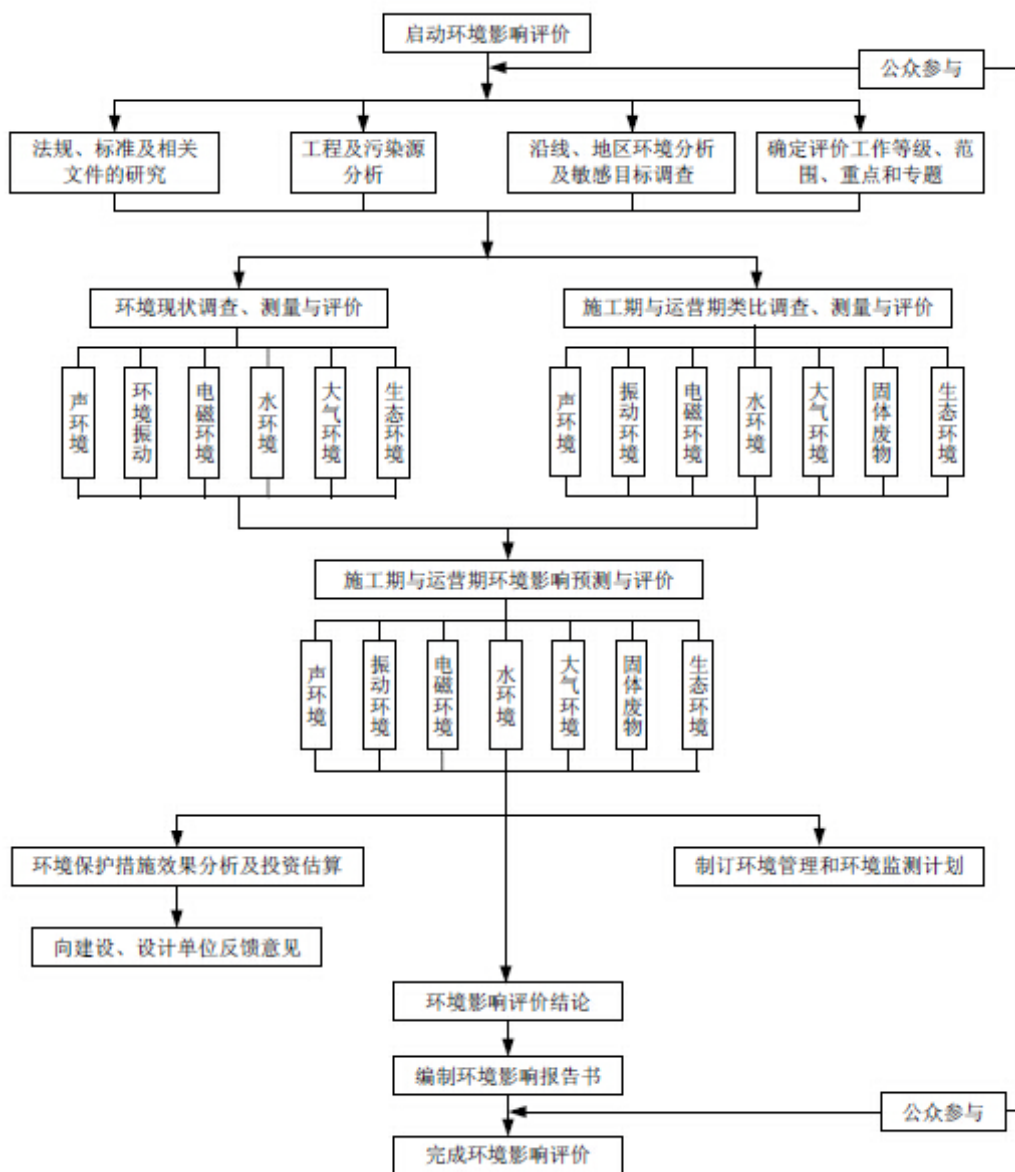 启动环境影响评价
公众参与
法规、标准及相关
文件的研究
工程及污染源
分析
沿线、地区环境分析
及敏感目标调查
确定评价工作等级、范
围、重点和专题
环境现状调查、测量与评价
施工期与运营期类比调查、测量与评价
声环境
环境振动
电磁环境
水环境
大气环境
生态环境
声环境
振动环境
电磁环境
水环境
大气环境
固体废物
生态环境
施工期与运营期环境影响预测与评价
声环境
振动环境
电磁环境
水环境
大气环境
固体废物
生态环境
环境保护措施效果分析及投资估算
制订环境管理和环境监测计划
向建设、设计单位反馈意见
环境影响评价结论
编制环境影响报告书
公众参与
完成环境影响评价